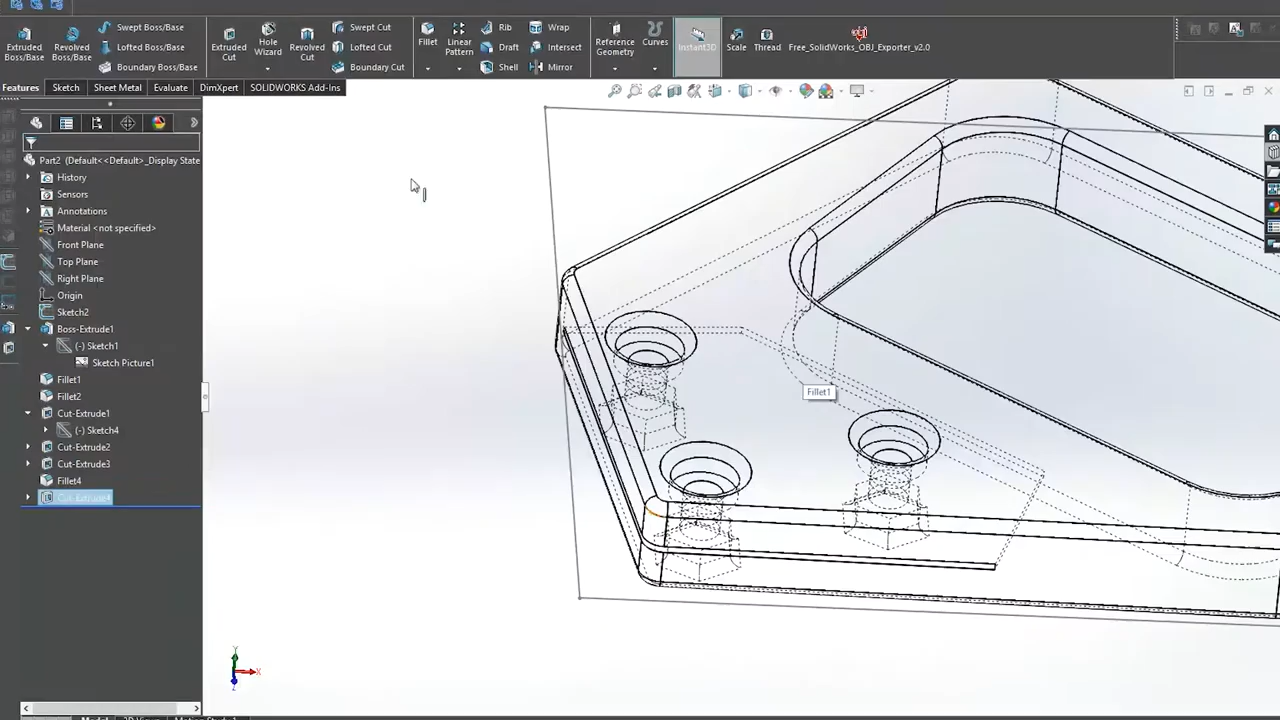 Extruded Boss/Base
Revolved Boss/Base
Swept Boss/Base
Lofted Boss/Base
Boundary Boss/Base
Extruded Cut
Hole Wizard
Revolved Cut
Swept Cut
Lofted Cut
Boundary Cut
Fillet
Linear Pattern
Rib
Draft
Shell
Wrap
Intersect
Mirror
Reference Geometry
Curves
Instant3D
Scale
Thread
Free_SolidWorks_OBJ_Exporter_v2.0
Features
Sketch
Sheet Metal
Evaluate
DimXpert
SOLIDWORKS Add-Ins
Part2 (Default<<Default>_Display State
History
Sensors
Annotations
Material <not specified>
Front Plane
Top Plane
Right Plane
Origin
Sketch2
Boss-Extrude1
(-) Sketch1
Sketch Picture1
Fillet1
Fillet2
Cut-Extrude1
(-) Sketch4
Cut-Extrude2
Cut-Extrude3
Fillet4
Cut-Extrude4
Fillet1
Y
X
Z